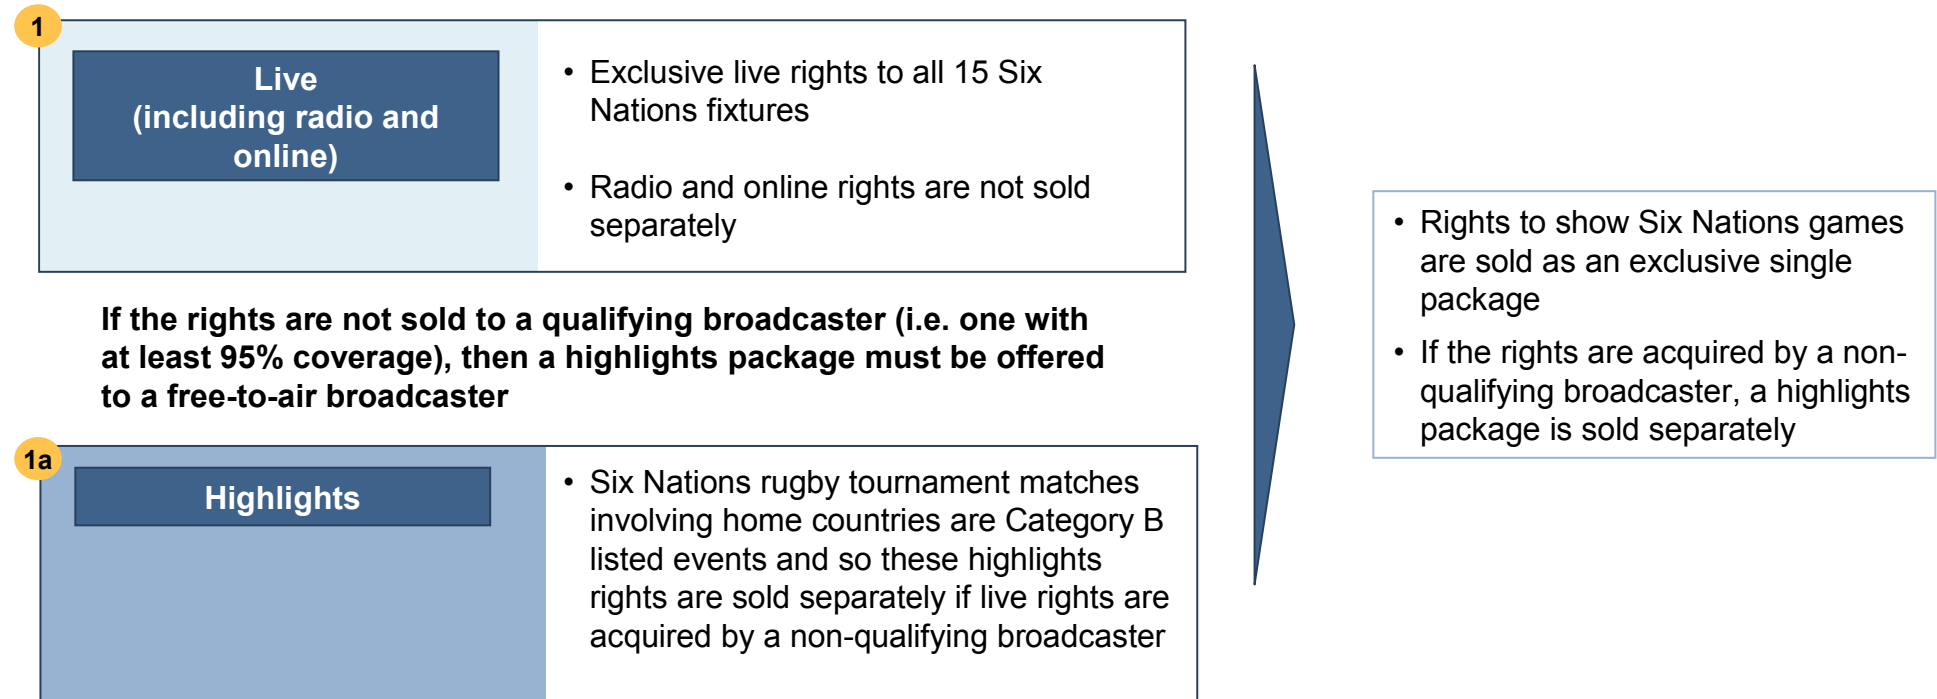 1
Live
(including radio and
online)
• Exclusive live rights to all 15 Six
Nations fixtures
• Radio and online rights are not sold
separately
If the rights are not sold to a qualifying broadcaster (i.e. one with
at least 95% coverage), then a highlights package must be offered
to a free-to-air broadcaster
1a
Highlights
• Six Nations rugby tournament matches
involving home countries are Category B
listed events and so these highlights
rights are sold separately if live rights are
acquired by a non-qualifying broadcaster
• Rights to show Six Nations games
are sold as an exclusive single
package
• If the rights are acquired by a non-
qualifying broadcaster, a highlights
package is sold separately